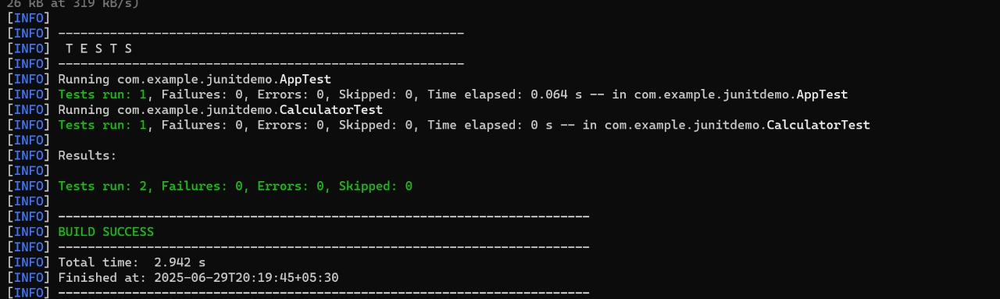 26 kB at 319 kB/s)
[INFO]
[INFO] -------------------------------------------------------
[INFO]  T E S T S
[INFO] -------------------------------------------------------
[INFO] Running com.example.junitdemo.AppTest
[INFO] Tests run: 1, Failures: 0, Errors: 0, Skipped: 0, Time elapsed: 0.064 s -- in com.example.junitdemo.AppTest
[INFO] Running com.example.junitdemo.CalculatorTest
[INFO] Tests run: 1, Failures: 0, Errors: 0, Skipped: 0, Time elapsed: 0 s -- in com.example.junitdemo.CalculatorTest
[INFO]
[INFO] Results:
[INFO]
[INFO] Tests run: 2, Failures: 0, Errors: 0, Skipped: 0
[INFO]
[INFO] ------------------------------------------------------------------------
[INFO] BUILD SUCCESS
[INFO] ------------------------------------------------------------------------
[INFO] Total time:  2.942 s
[INFO] Finished at: 2025-06-29T20:19:45+05:30
[INFO] ------------------------------------------------------------------------